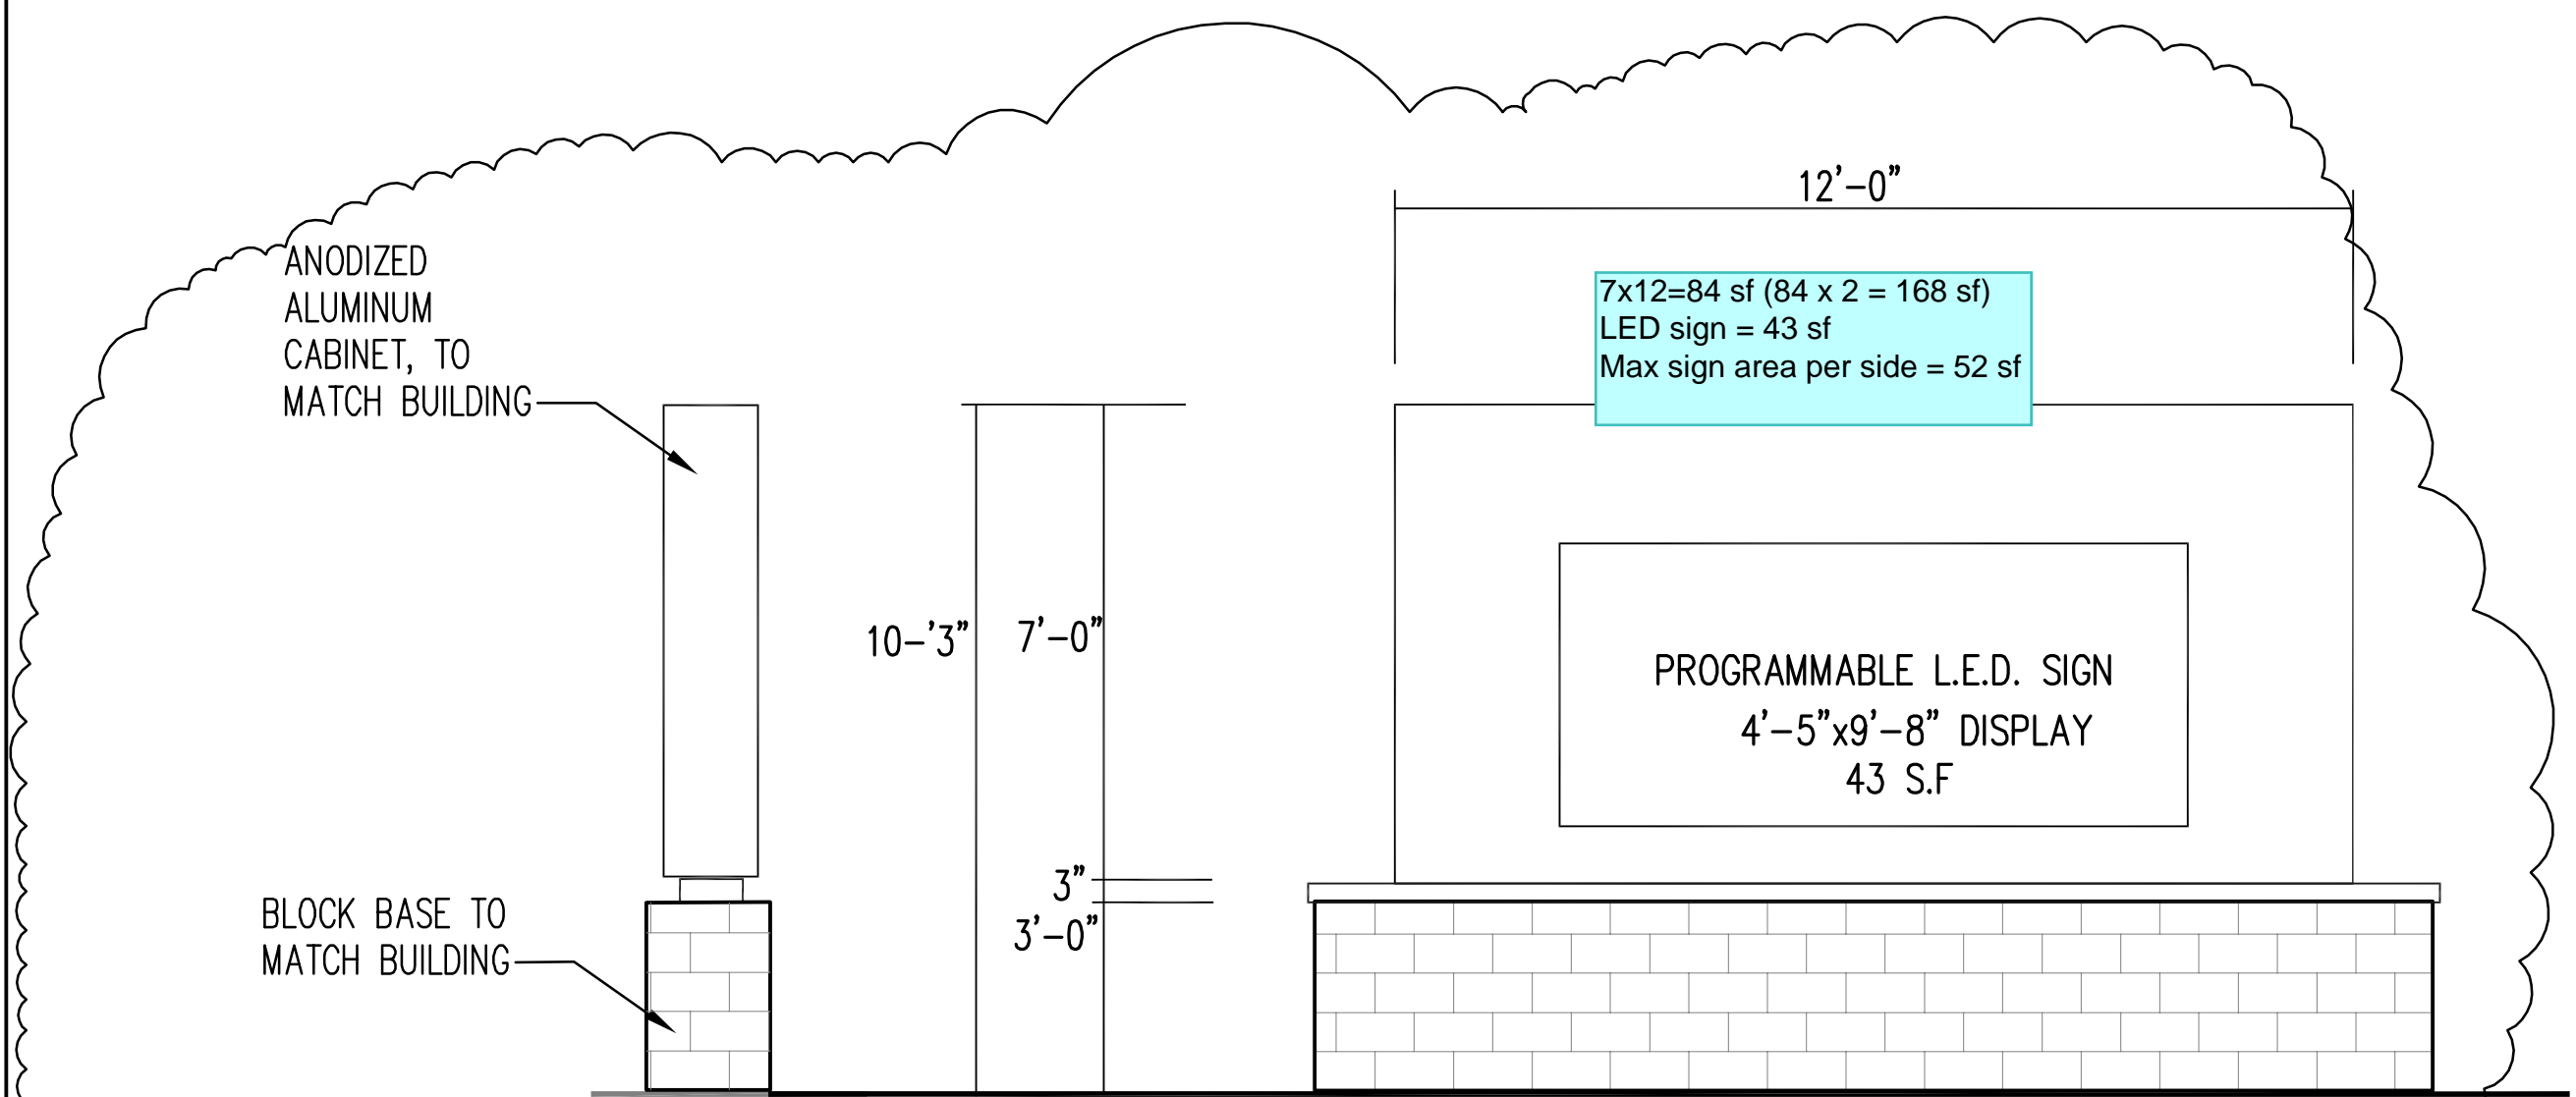 12'-0"
7x12=84 sf (84 x 2 = 168 sf)
LED sign = 43 sf
Max sign area per side = 52 sf
ANODIZED
ALUMINUM
CABINET, TO
MATCH BUILDING
10-'3"
7'-0"
PROGRAMMABLE L.E.D. SIGN
4'-5"x9'-8" DISPLAY
43 S.F
3"
3'-0"
BLOCK BASE TO
MATCH BUILDING